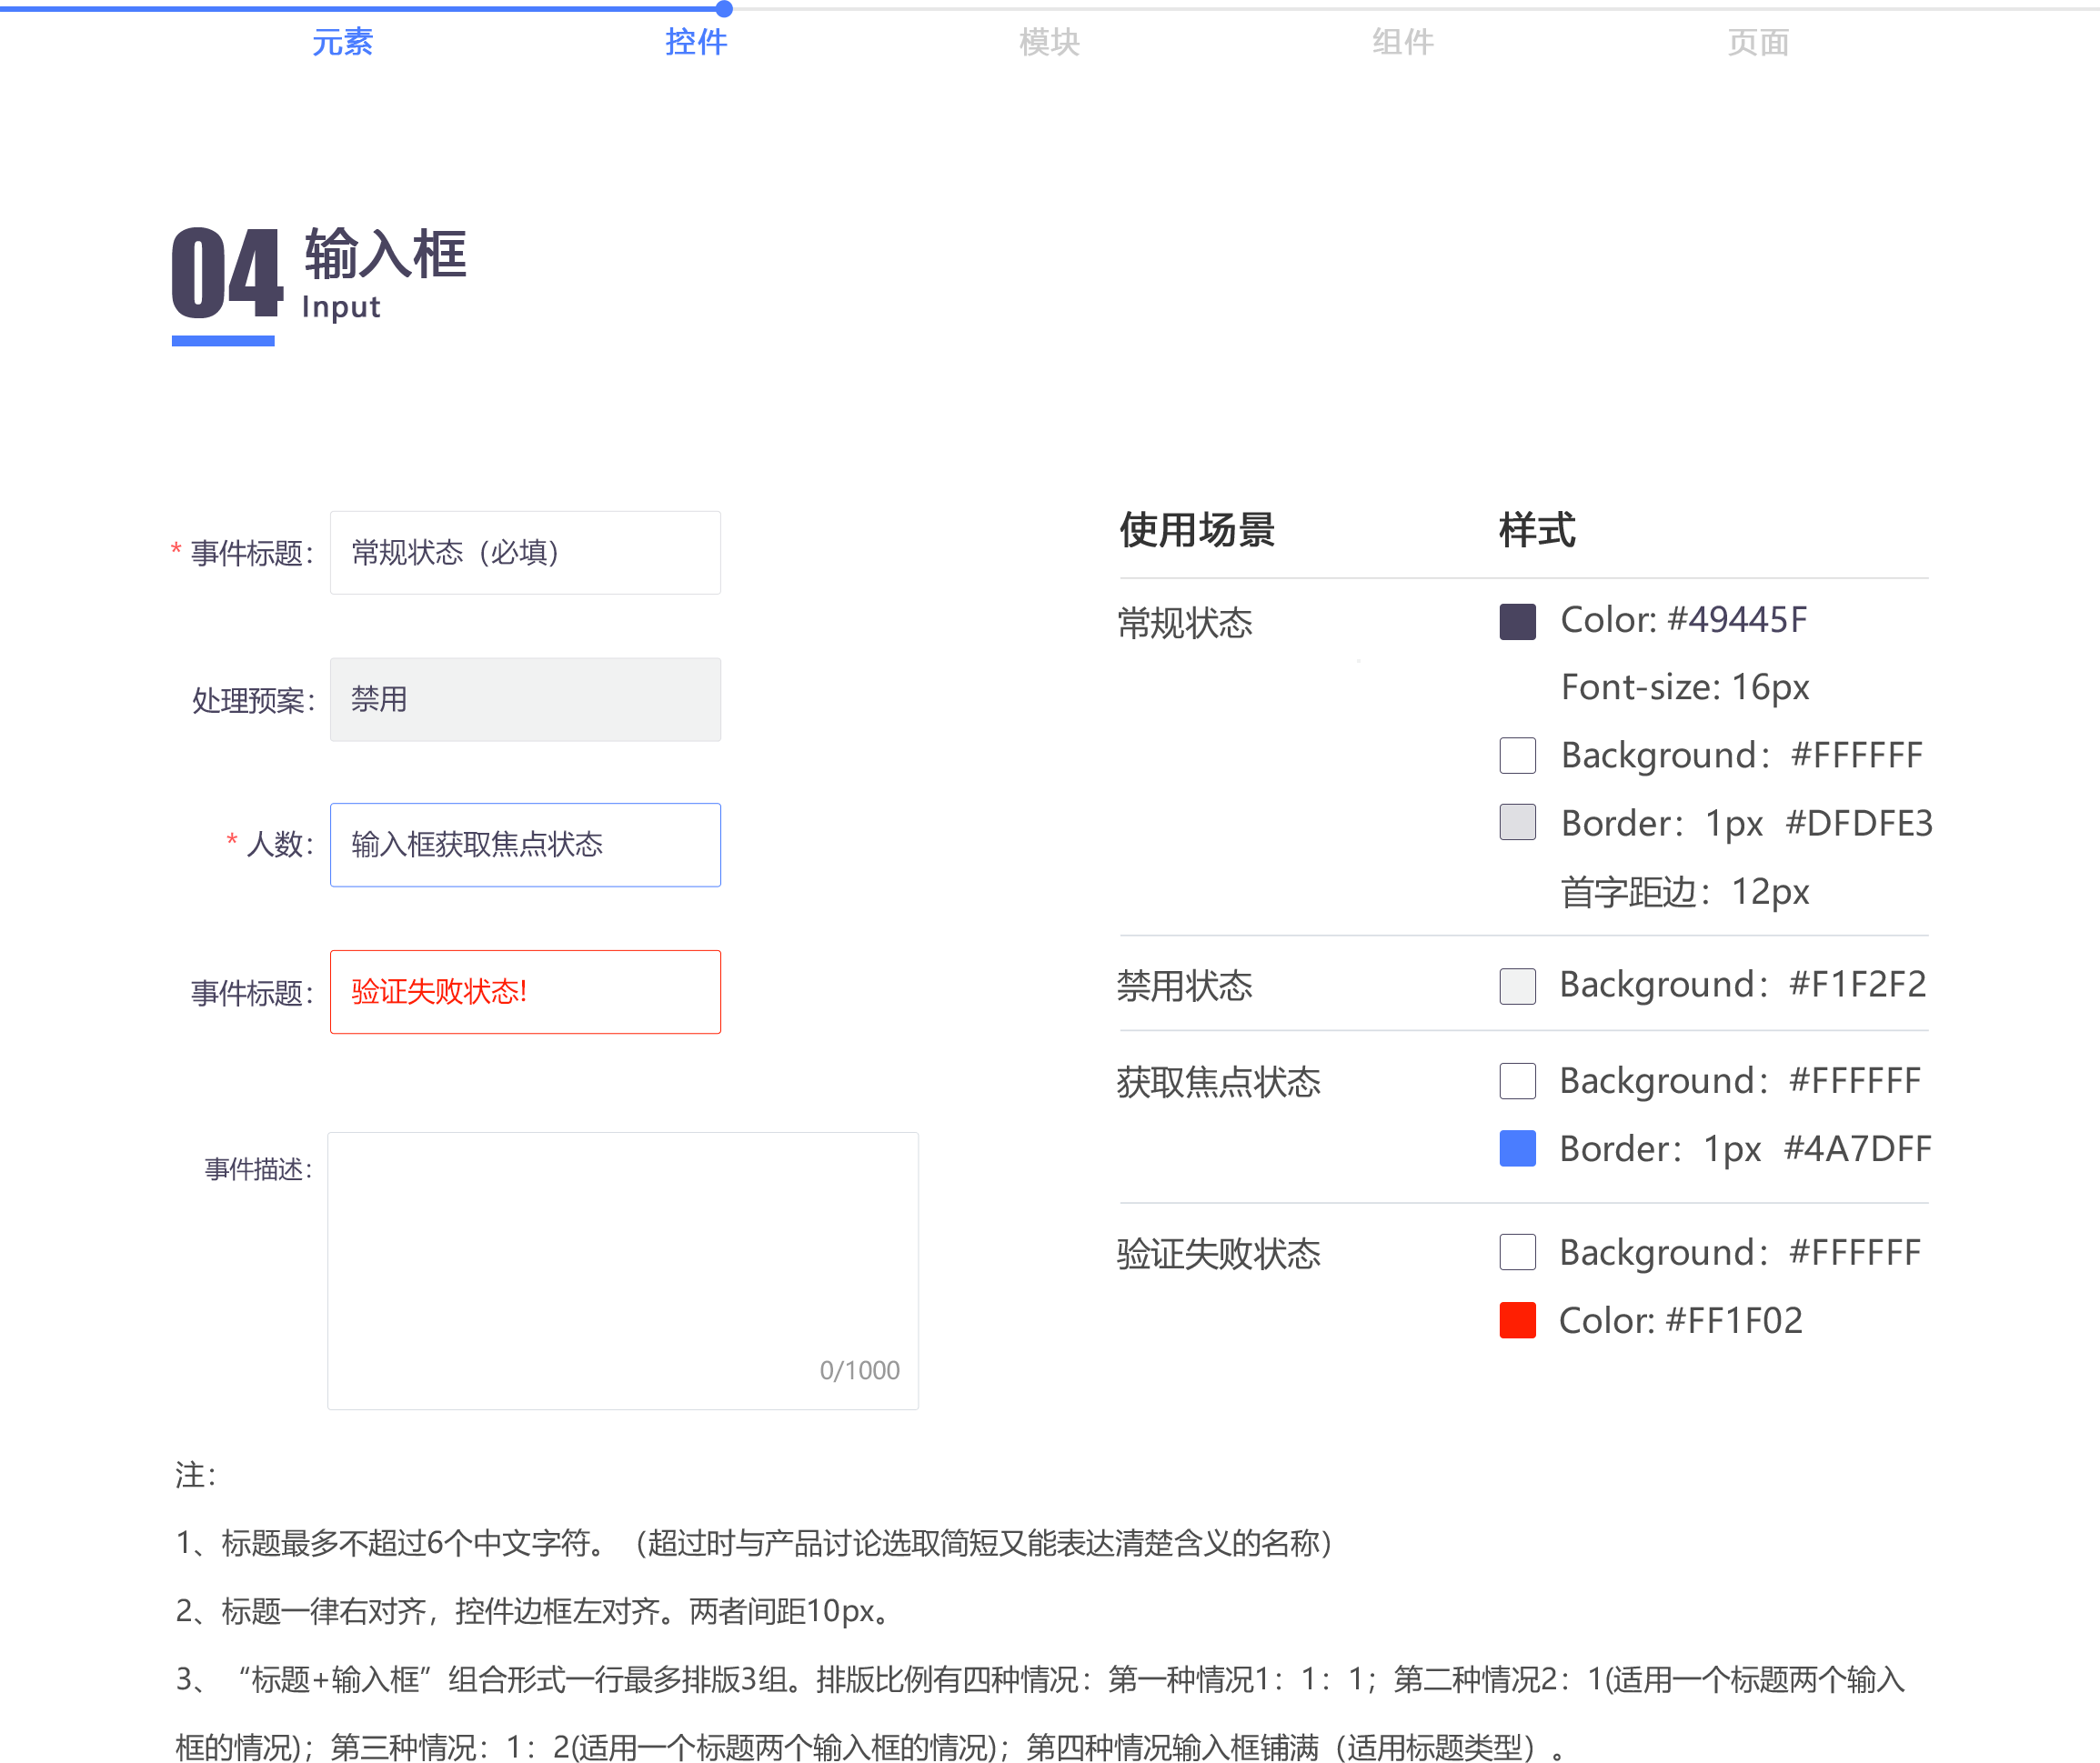 元素
控件
模块
组件
页面
04
输入框
Input
* 事件标题：
常规状态（必填）
处理预案：
禁用
* 人数：
输入框获取焦点状态
事件标题：
验证失败状态!
事件描述：
0/1000
使用场景
样式
常规状态
Color: #49445F
Font-size: 16px
Background：#FFFFFF
Border：1px #DFDFE3
首字距边：12px
禁用状态
Background：#F1F2F2
获取焦点状态
Background：#FFFFFF
Border：1px #4A7DFF
验证失败状态
Background：#FFFFFF
Color: #FF1F02
注：
1、标题最多不超过6个中文字符。（超过时与产品讨论选取简短又能表达清楚含义的名称）
2、标题一律右对齐，控件边框左对齐。两者间距10px。
3、“标题+输入框”组合形式一行最多排版3组。排版比例有四种情况：第一种情况1：1：1；第二种情况2：1(适用一个标题两个输入
框的情况)；第三种情况：1：2(适用一个标题两个输入框的情况)；第四种情况输入框铺满（适用标题类型）。